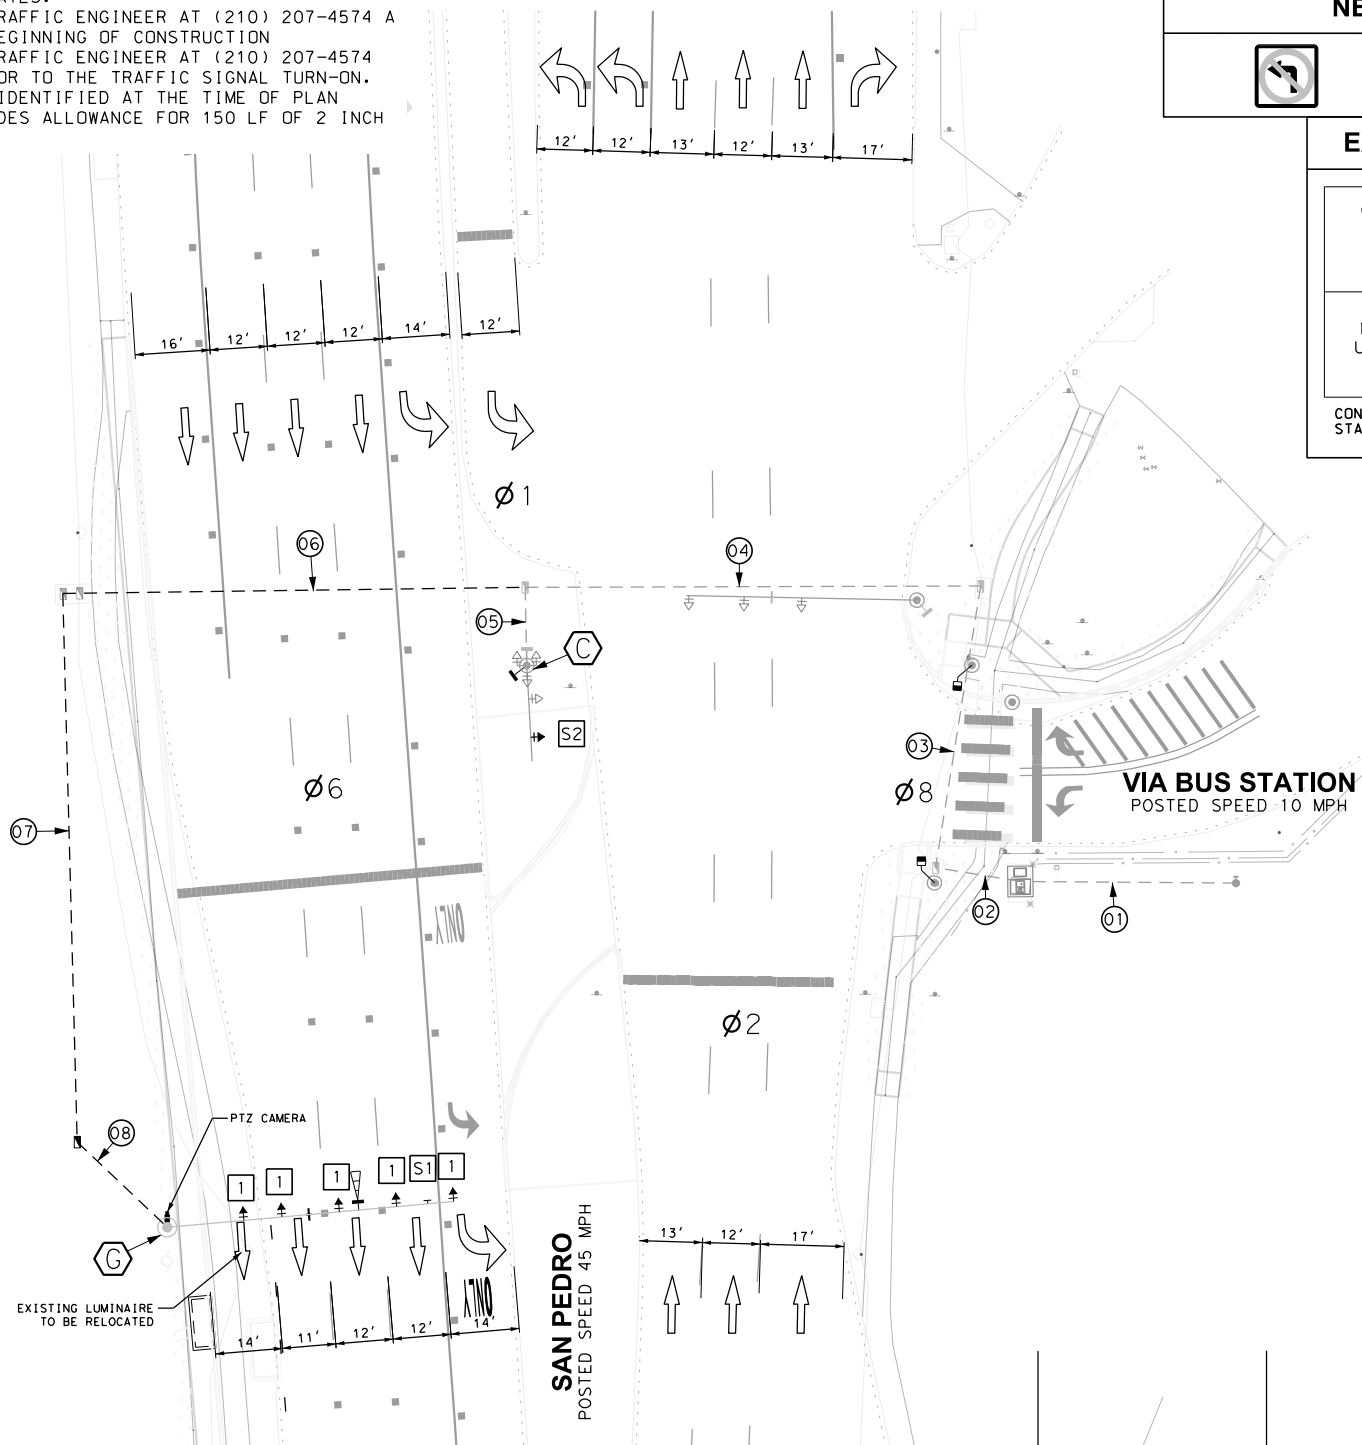 RAFFIC ENGINEER AT (210) 207-4574 A
EGINNING OF CONSTRUCTION
RAFFIC ENGINEER AT (210) 207-4574
OR TO THE TRAFFIC SIGNAL TURN-ON.
IDENTIFIED AT THE TIME OF PLAN
DES ALLOWANCE FOR 150 LF OF 2 INCH
NE
E
CON
STA
12' 12' 13' 12' 13' 17'
16' 12' 12' 12' 14' 12'
Ø1
06
04
05
C
S2
03
Ø6
Ø8
VIA BUS STATION
POSTED SPEED 10 MPH
07
02
01
ONLY
Ø2
PTZ CAMERA
08
1 1 1 1 S1 1
G
EXISTING LUMINAIRE
TO BE RELOCATED
ONLY
14' 11' 12' 12' 14'
SAN PEDRO
POSTED SPEED 45 MPH
13' 12' 17'